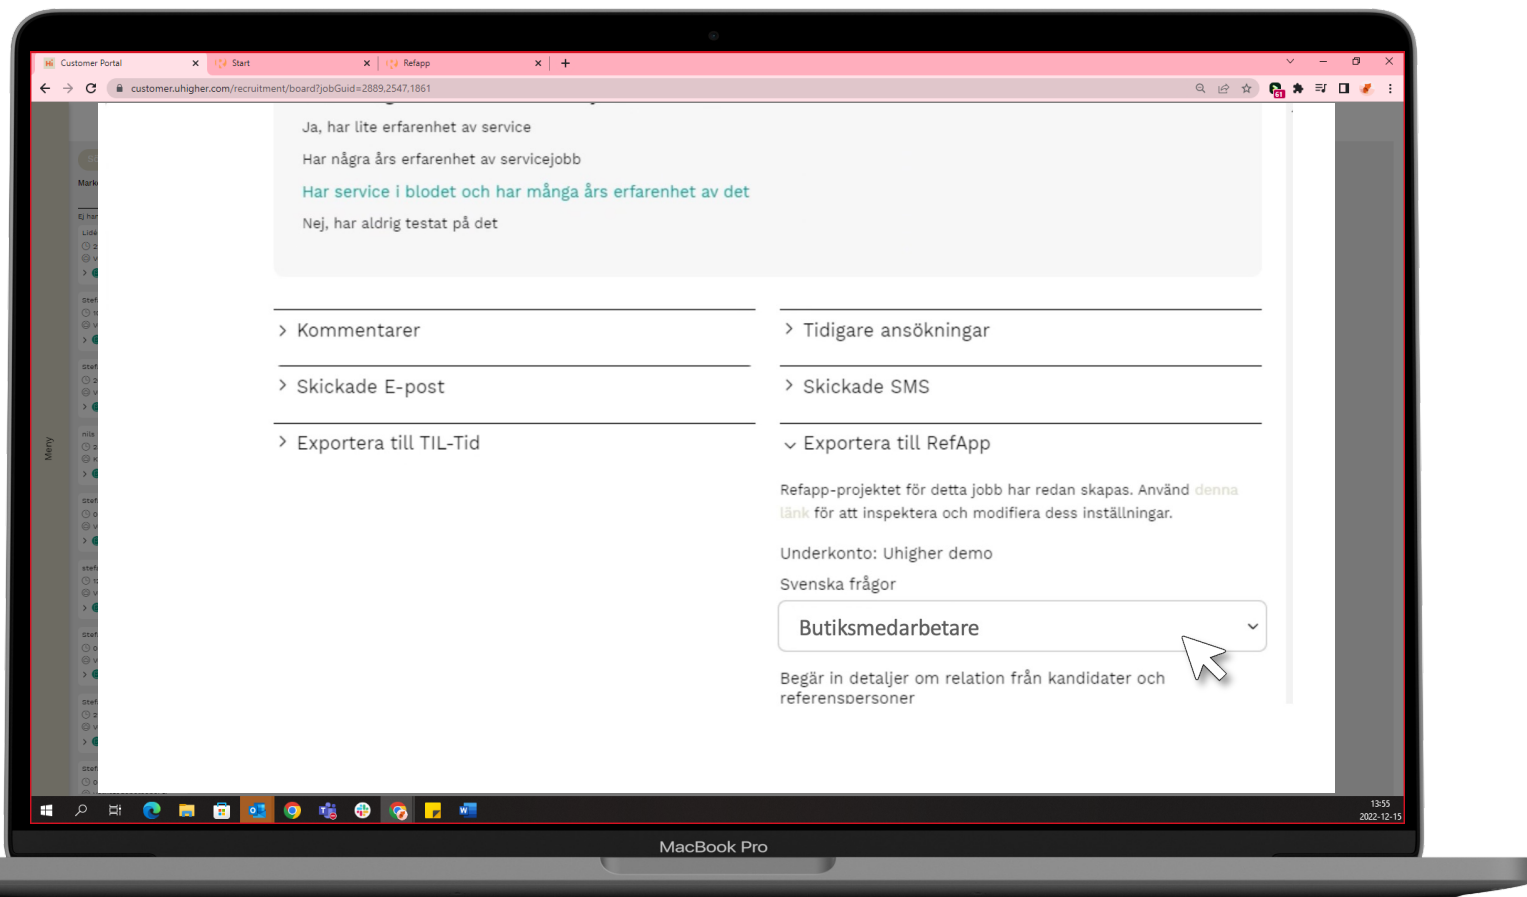 Customer Portal
Start
Refapp
customer.uhigher.com/recruitment/board?jobGuid=2889,2547,1861
61
Ja, har lite erfarenhet av service
Har några års erfarenhet av servicejobb
Har service i blodet och har många års erfarenhet av det
Nej, har aldrig testat på det
Meny
Kommentarer
Tidigare ansökningar
Skickade E-post
Skickade SMS
Exportera till TIL-Tid
Exportera till RefApp
Refapp-projektet för detta jobb har redan skapas. Använd denna
länk för att inspektera och modifiera dess inställningar.
Underkonto: Uhigher demo
Svenska frågor
Butiksmedarbetare
Begär in detaljer om relation från kandidater och
referenspersoner
13:55
2022-12-15
MacBook Pro